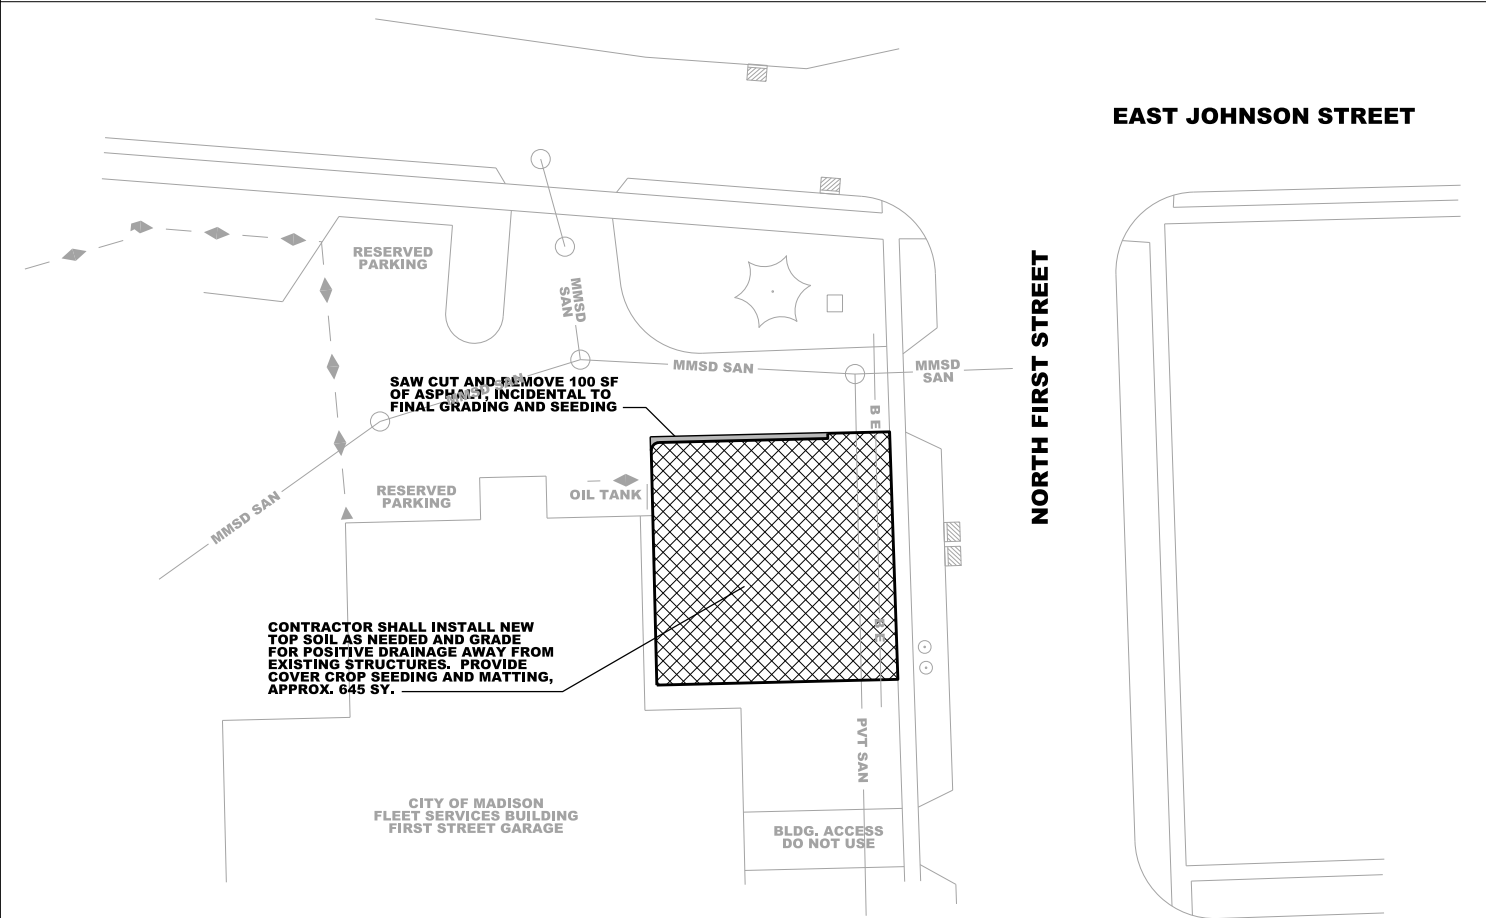 EAST JOHNSON STREET
RESERVED
PARKING
NORTH FIRST STREET
MMSD
SAN
MMSD SAN
MMSD
SAN
SAW CUT AND REMOVE 100 SF
OF ASPHALT, INCIDENTAL TO
FINAL GRADING AND SEEDING
MMSD SAN
B E
RESERVED
PARKING
OIL TANK
MMSD SAN
CONTRACTOR SHALL INSTALL NEW
TOP SOIL AS NEEDED AND GRADE
FOR POSITIVE DRAINAGE AWAY FROM
EXISTING STRUCTURES. PROVIDE
COVER CROP SEEDING AND MATTING,
APPROX. 645 SY.
B E
PVT SAN
CITY OF MADISON
FLEET SERVICES BUILDING
FIRST STREET GARAGE
BLDG. ACCESS
DO NOT USE